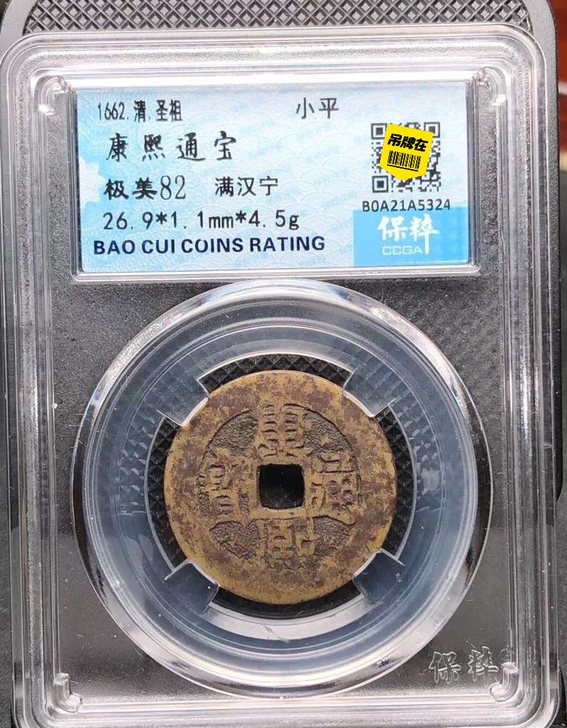 1662.清.圣祖 小平
康熙通宝
极美82 满汉宁
26.9*1.1mm*4.5g
BAO CUI COINS RATING
吊牌在
B0A21A5324
保粹
CCGA
康熙通寳
保粹